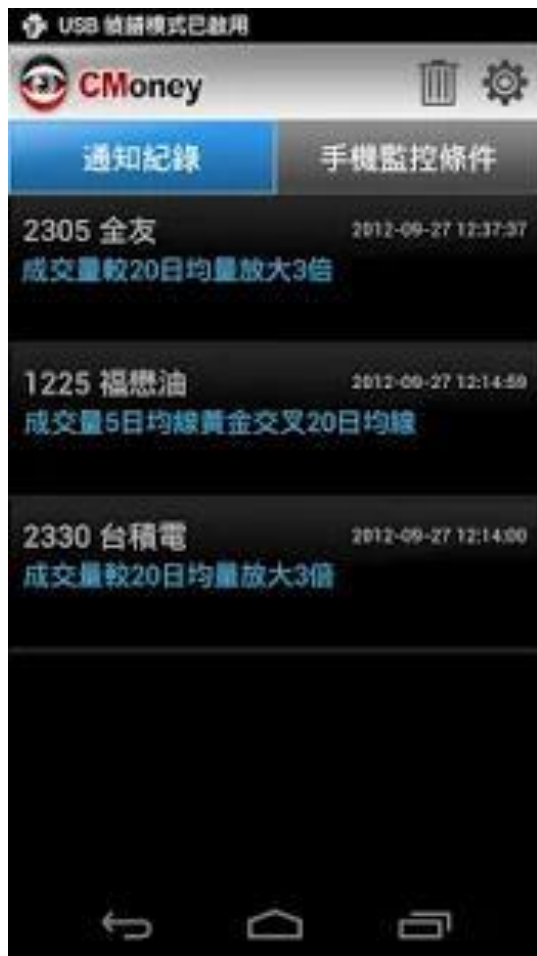 USB 偵錯模式已啟用
CMoney
通知紀錄
手機監控條件
2305 全友
2012-09-27 12:37:37
成交量較20日均量放大3倍
1225 福懋油
2012-09-27 12:14:59
成交量5日均線黃金交叉20日均線
2330 台積電
2012-09-27 12:14:00
成交量較20日均量放大3倍